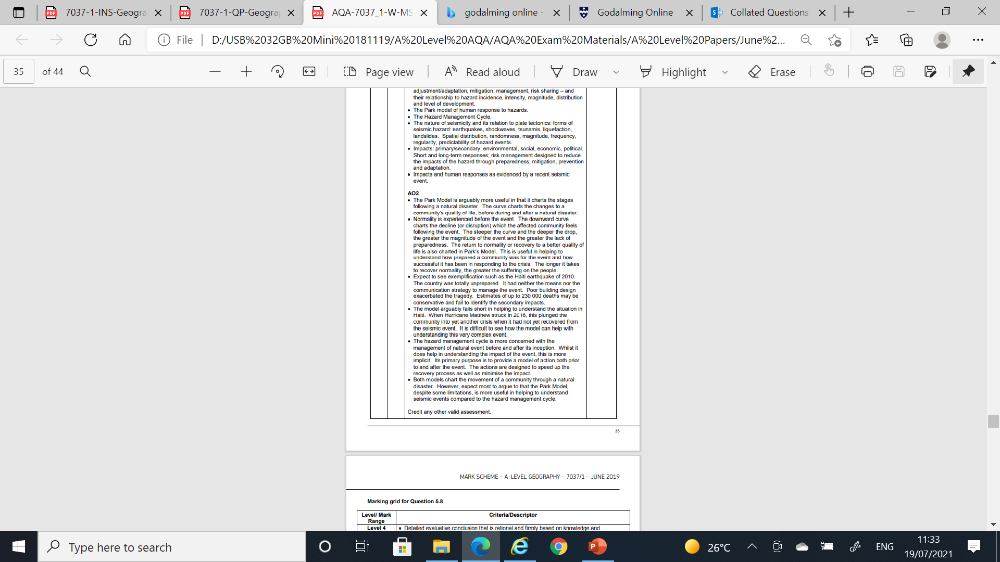 7037-1-INS-Geogra
7037-1-QP-Geogra
AQA-7037_1-W-MS
godalming online -
Godalming Online
Collated Questions
File
D:/USB%2032GB%20Mini%20181119/A%20Level%20AQA/AQA%20Exam%20Materials/A%20Level%20Papers/June%2...
35 of 44
Page view
Read aloud
Draw
Highlight
Erase
adjustment/adaptation, mitigation, management, risk sharing – and
their relationship to hazard incidence, intensity, magnitude, distribution
and level of development.
• The Park model of human response to hazards.
• The Hazard Management Cycle.
• The nature of seismicity and its relation to plate tectonics: forms of
seismic hazard: earthquakes, shockwaves, tsunamis, liquefaction,
landslides. Spatial distribution, randomness, magnitude, frequency,
regularity, predictability of hazard events.
• Impacts: primary/secondary; environmental, social, economic, political.
Short and long-term responses; risk management designed to reduce
the impacts of the hazard through preparedness, mitigation, prevention
and adaptation.
• Impacts and human responses as evidenced by a recent seismic
event.
AO2
• The Park Model is arguably more useful in that it charts the stages
following a natural disaster. The curve charts the changes to a
community's quality of life, before during and after a natural disaster.
• Normality is experienced before the event. The downward curve
charts the decline (or disruption) which the affected community feels
following the event. The steeper the curve and the deeper the drop,
the greater the magnitude of the event and the greater the lack of
preparedness. The return to normality or recovery to a better quality of
life is also charted in Park's Model. This is useful in helping to
understand how prepared a community was for the event and how
successful it has been in responding to the crisis. The longer it takes
to recover normality, the greater the suffering on the people.
• Expect to see exemplification such as the Haiti earthquake of 2010.
The country was totally unprepared. It had neither the means nor the
communication strategy to manage the event. Poor building design
exacerbated the tragedy. Estimates of up to 230 000 deaths may be
conservative and fail to identify the secondary impacts.
• The model arguably falls short in helping to understand the situation in
Haiti. When Hurricane Matthew struck in 2016, this plunged the
community into yet another crisis when it had not yet recovered from
the seismic event. It is difficult to see how the model can help with
understanding this very complex event.
• The hazard management cycle is more concerned with the
management of natural event before and after its inception. Whilst it
does help in understanding the impact of the event, this is more
implicit. Its primary purpose is to provide a model of action both prior
to and after the event. The actions are designed to speed up the
recovery process as well as minimise the impact.
• Both models chart the movement of a community through a natural
disaster. However, expect most to argue to that the Park Model,
despite some limitations, is more useful in helping to understand
seismic events compared to the hazard management cycle.
Credit any other valid assessment.
35
MARK SCHEME – A-LEVEL GEOGRAPHY – 7037/1 – JUNE 2019
Marking grid for Question 5.8
Level/ Mark
Range
Criteria/Descriptor
Level 4
• Detailed evaluative conclusion that is rational and firmly based on knowledge and
Type here to search
26°C
ENG
11:33
19/07/2021